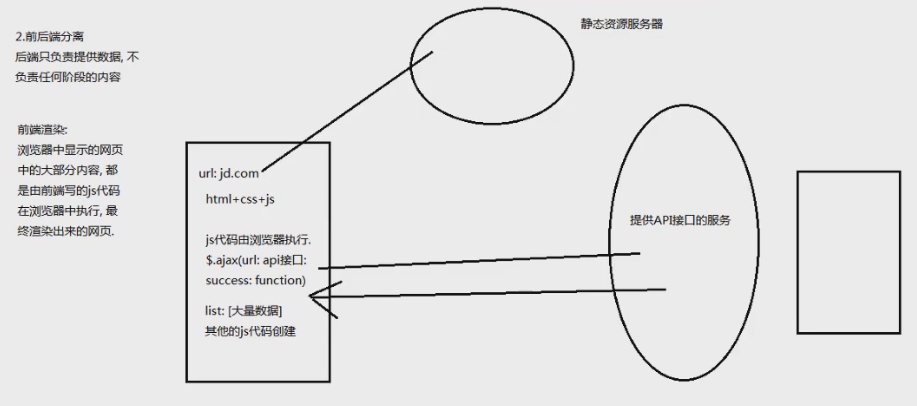 2.前后端分离
后端只负责提供数据, 不
负责任何阶段的内容
前端渲染:
浏览器中显示的网页
中的大部分内容, 都
是由前端写的js代码
在浏览器中执行, 最
终渲染出来的网页.
静态资源服务器
url: jd.com
html+css+js
js代码由浏览器执行.
$.ajax(url: api接口:
success: function)
list: [大量数据]
其他的js代码创建
提供API接口的服务